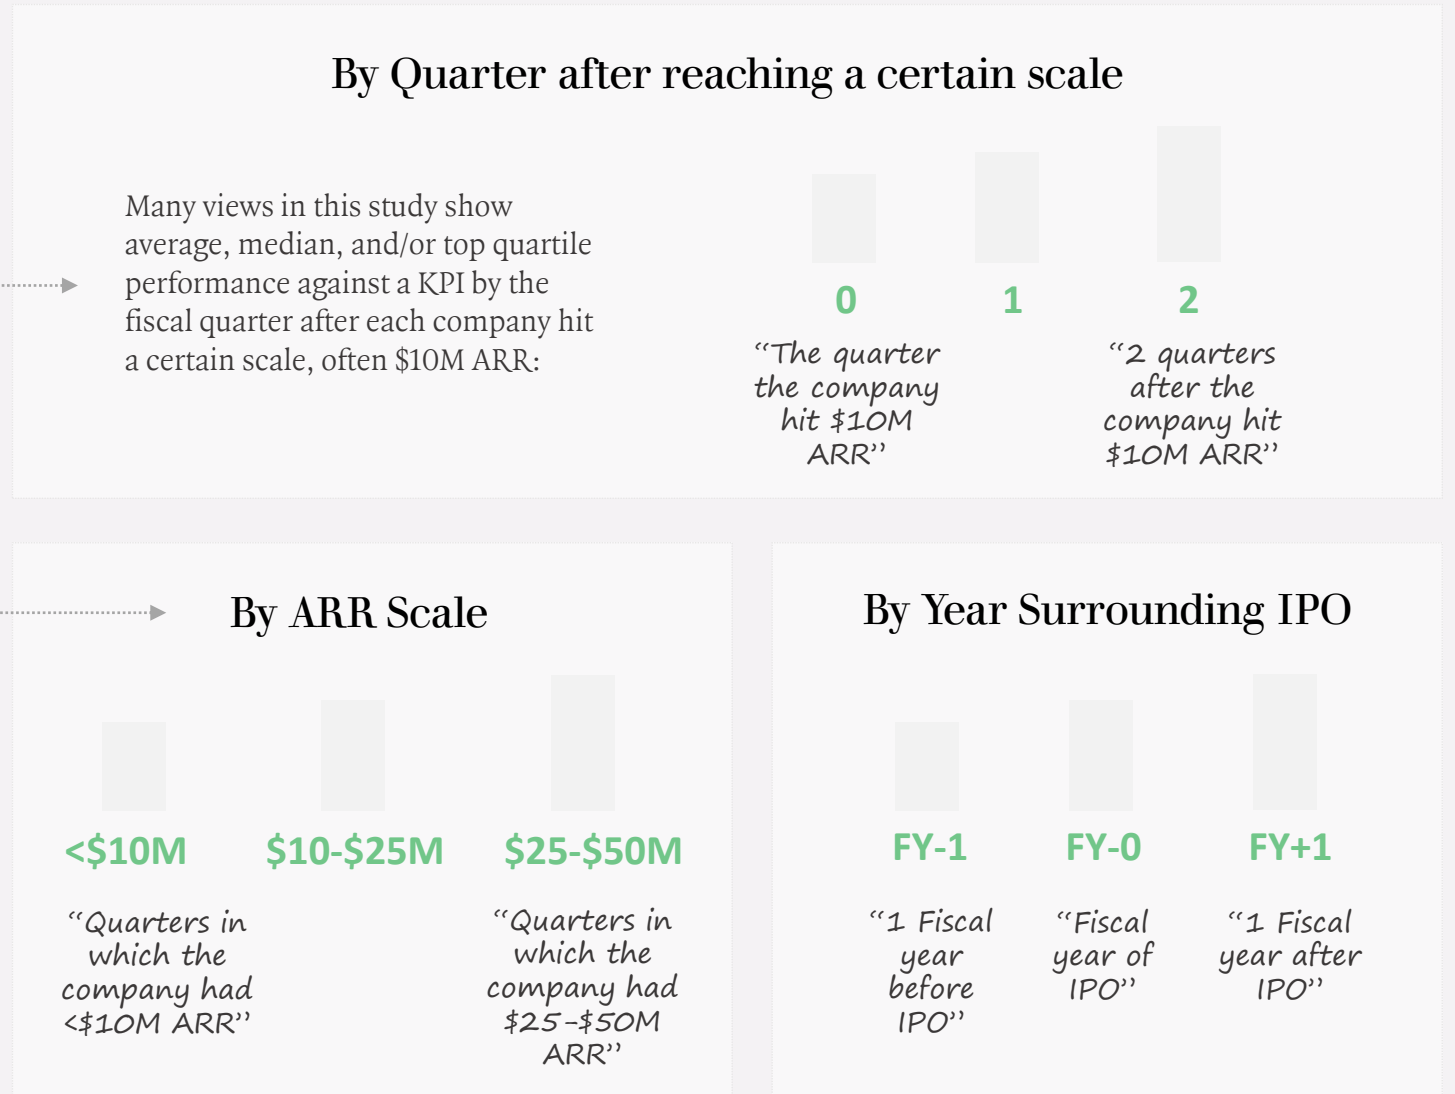 By Quarter after reaching a certain scale
Many views in this study show
average, median, and/or top quartile
performance against a KPI by the
fiscal quarter after each company hit
a certain scale, often $10M ARR:
0
1
2
“The quarter
the company
hit $10M
ARR”
“2 quarters
after the
company hit
$10M ARR”
By ARR Scale
<$10M
$10-$25M
$25-$50M
“Quarters in
which the
company had
<$10M ARR”
“Quarters in
which the
company had
$25-$50M
ARR”
By Year Surrounding IPO
FY-1
FY-0
FY+1
“1 Fiscal
year
before
IPO”
“Fiscal
year of
IPO”
“1 Fiscal
year after
IPO”